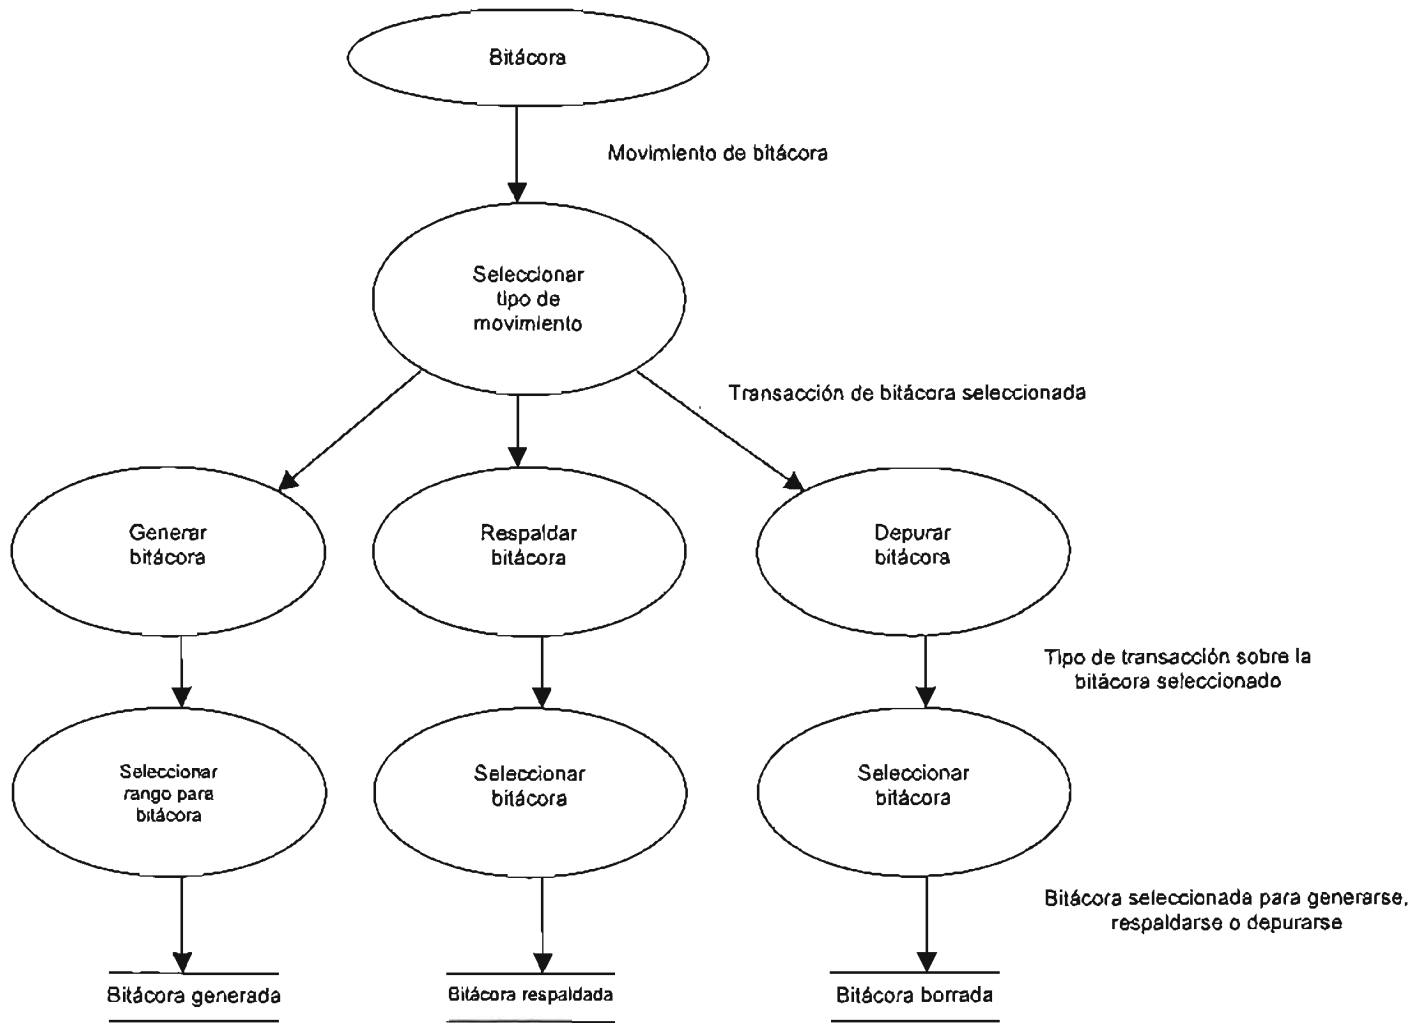 Bitácora
Movimiento de bitácora
Seleccionar
tipo de
movimiento
Transacción de bitácora seleccionada
Generar
bitácora
Respaldar
bitácora
Depurar
bitácora
Tipo de transacción sobre la
bitácora seleccionado
Seleccionar
rango para
bitácora
Seleccionar
bitácora
Seleccionar
bitácora
Bitácora seleccionada para generarse,
respaldarse o depurarse
Bitácora generada
Bitácora respaldada
Bitácora borrada